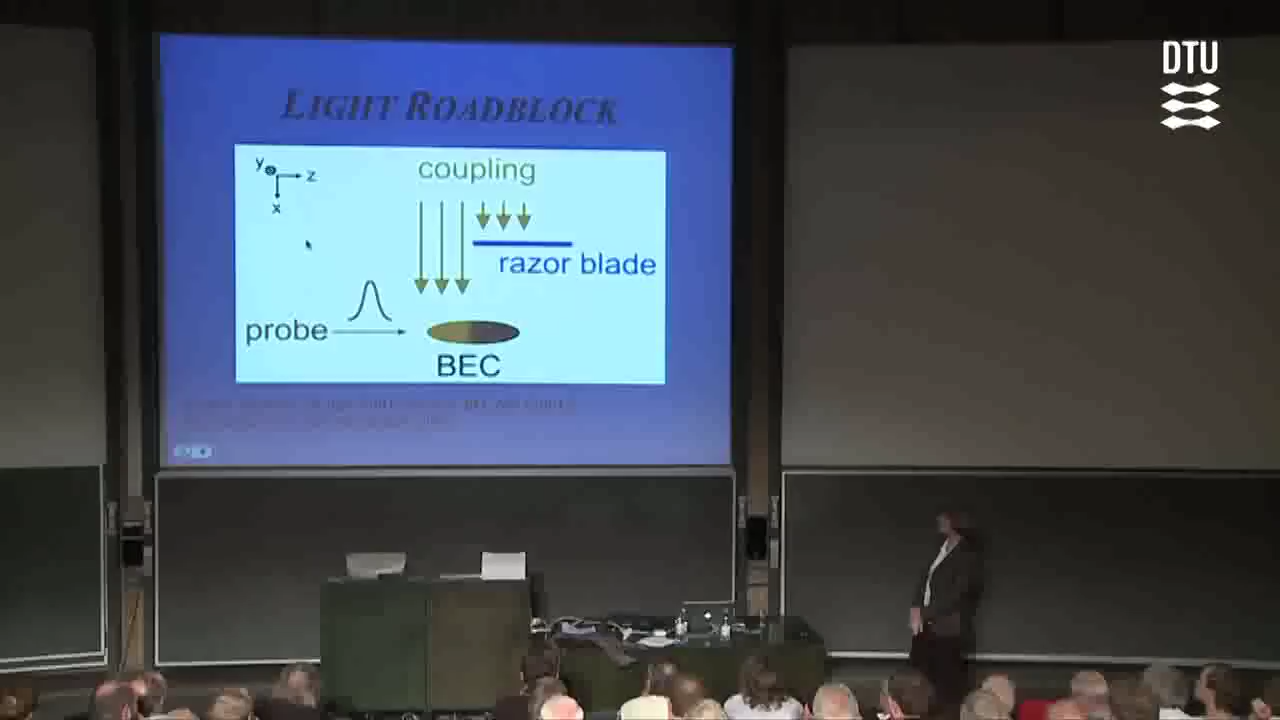 DTU
LIGHT ROADBLOCK
y
z
x
coupling
razor blade
probe
BEC